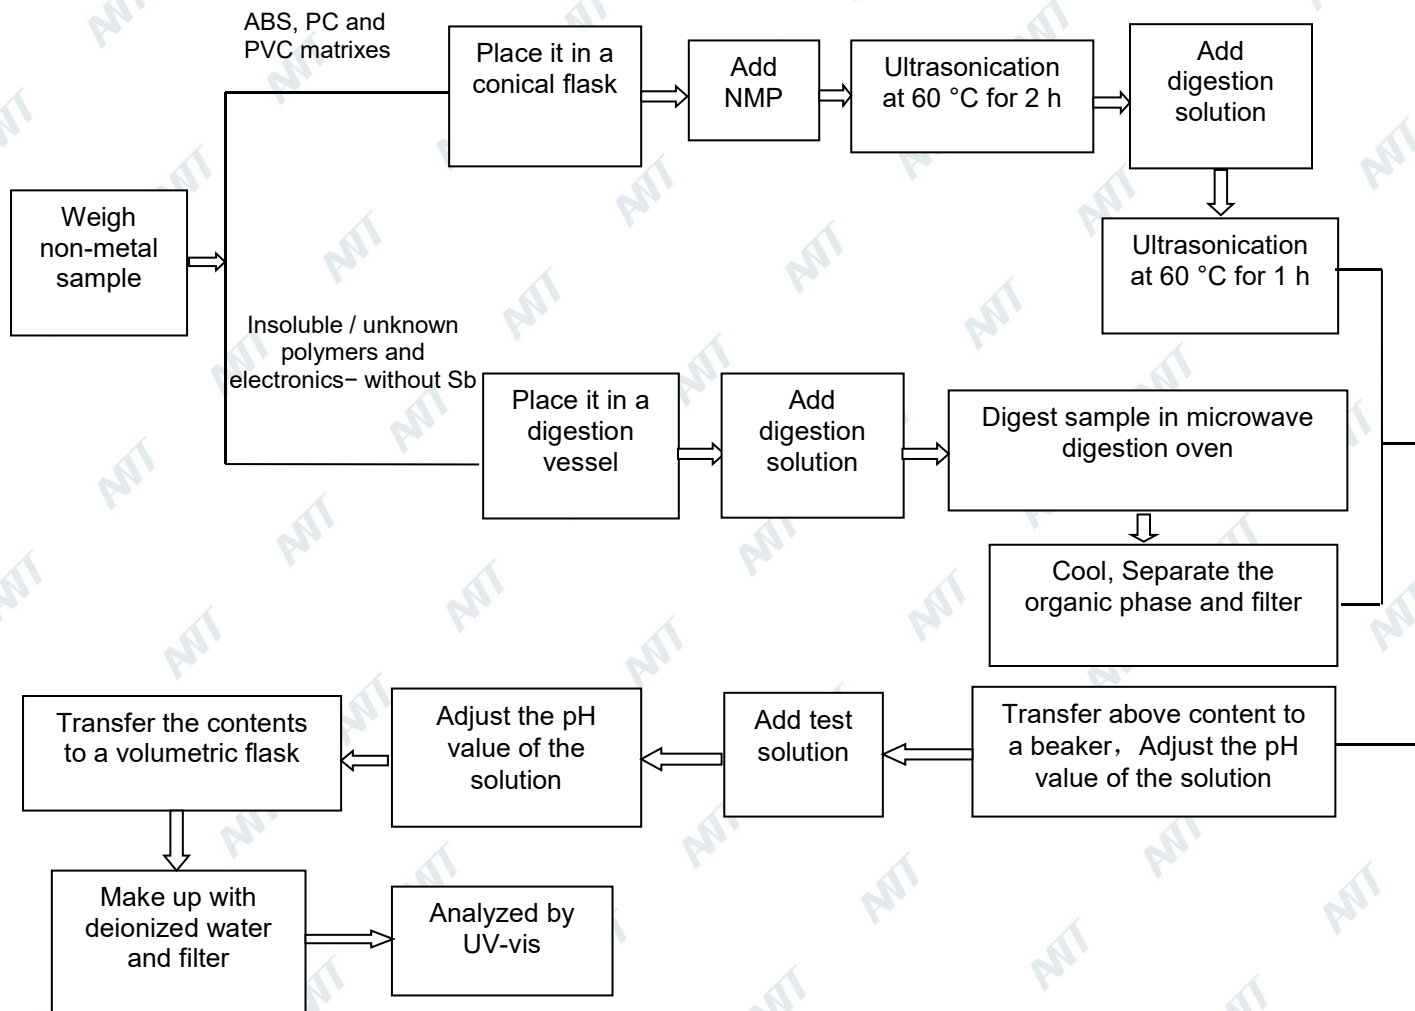 ABS, PC and
PVC matrixes
Place it in a
conical flask
Add
NMP
Ultrasonication
at 60 °C for 2 h
Add
digestion
solution
Weigh
non-metal
sample
Ultrasonication
at 60 °C for 1 h
Insoluble / unknown
polymers and
electronics− without Sb
Place it in a
digestion
vessel
Add
digestion
solution
Digest sample in microwave
digestion oven
Cool, Separate the
organic phase and filter
Transfer above content to
a beaker，Adjust the pH
value of the solution
Add test
solution
Adjust the pH
value of the
solution
Transfer the contents
to a volumetric flask
Make up with
deionized water
and filter
Analyzed by
UV-vis